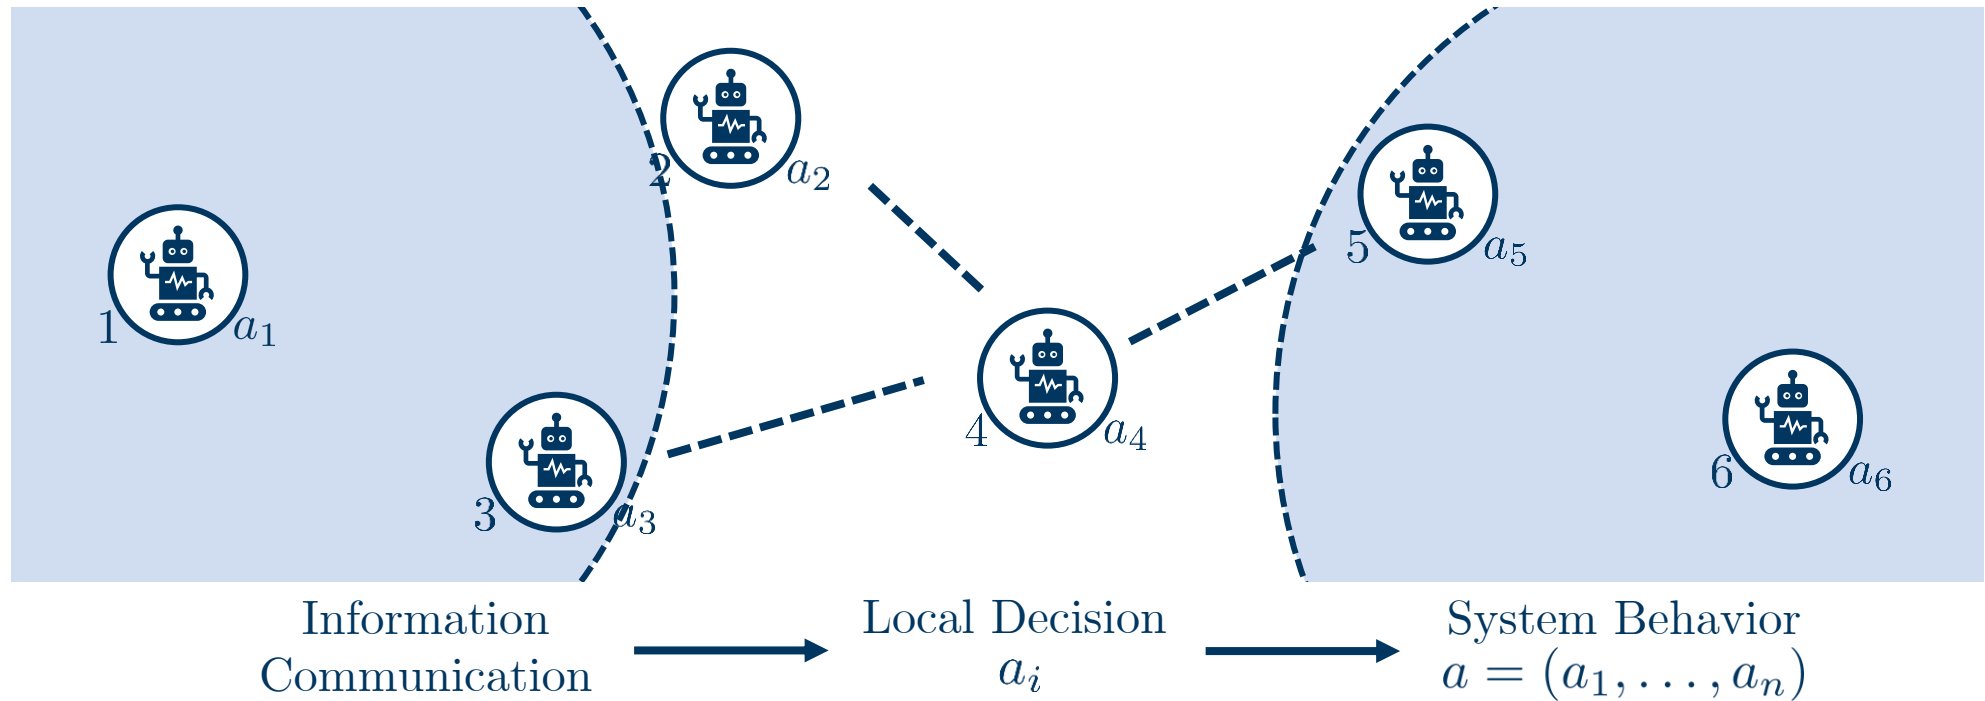 2
a₂
5
a₅
1
a₁
4
a₄
3
a₃
6
a₆
Information
Communication
Local Decision
aᵢ
System Behavior
a = (a₁, . . . , aₙ)